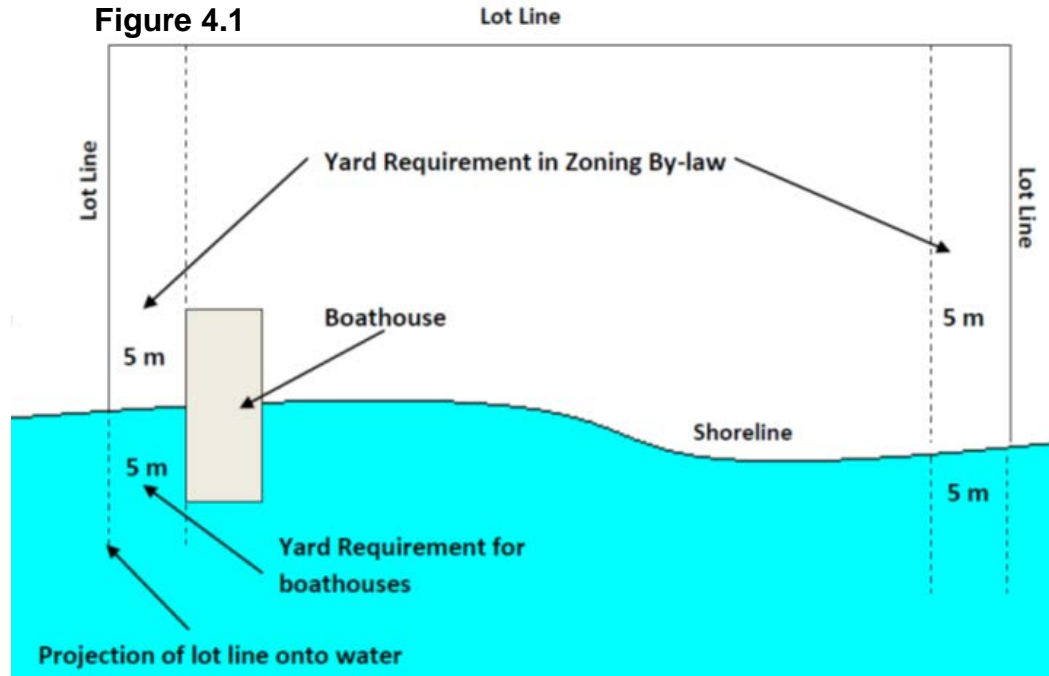 Figure 4.1
Lot Line
Lot Line
Yard Requirement in Zoning By-law
Lot Line
Boathouse
5 m
5 m
Shoreline
5 m
5 m
Yard Requirement for
boathouses
Projection of lot line onto water